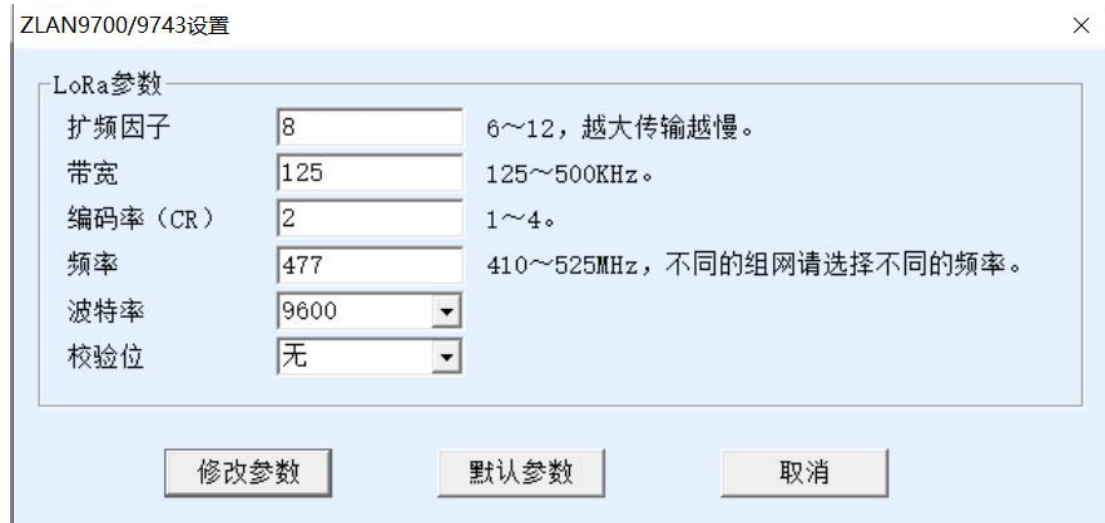 ZLAN9700/9743设置
LoRa参数
扩频因子 8 6～12，越大传输越慢。
带宽 125 125～500KHz。
编码率（CR） 2 1～4。
频率 477 410～525MHz，不同的组网请选择不同的频率。
波特率 9600
校验位 无
修改参数 默认参数 取消